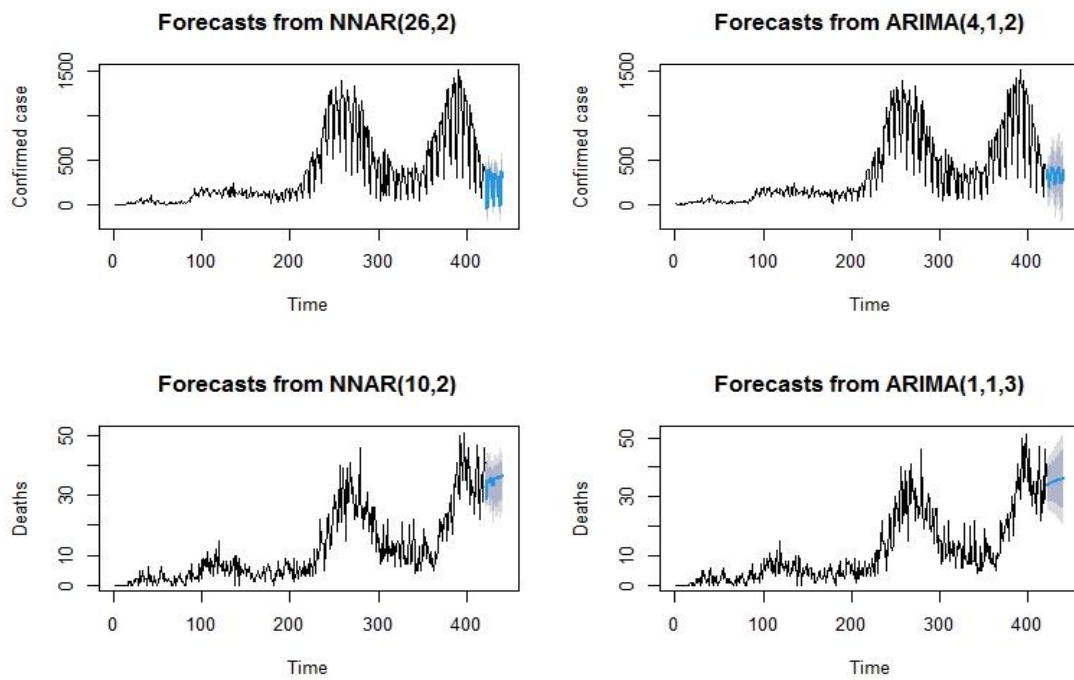 Forecasts from NNAR(26,2)
Confirmed case
0 500 1500
0 100 200 300 400
Time
Forecasts from ARIMA(4,1,2)
Confirmed case
0 500 1500
0 100 200 300 400
Time
Forecasts from NNAR(10,2)
Deaths
0 10 30 50
0 100 200 300 400
Time
Forecasts from ARIMA(1,1,3)
Deaths
0 10 30 50
0 100 200 300 400
Time